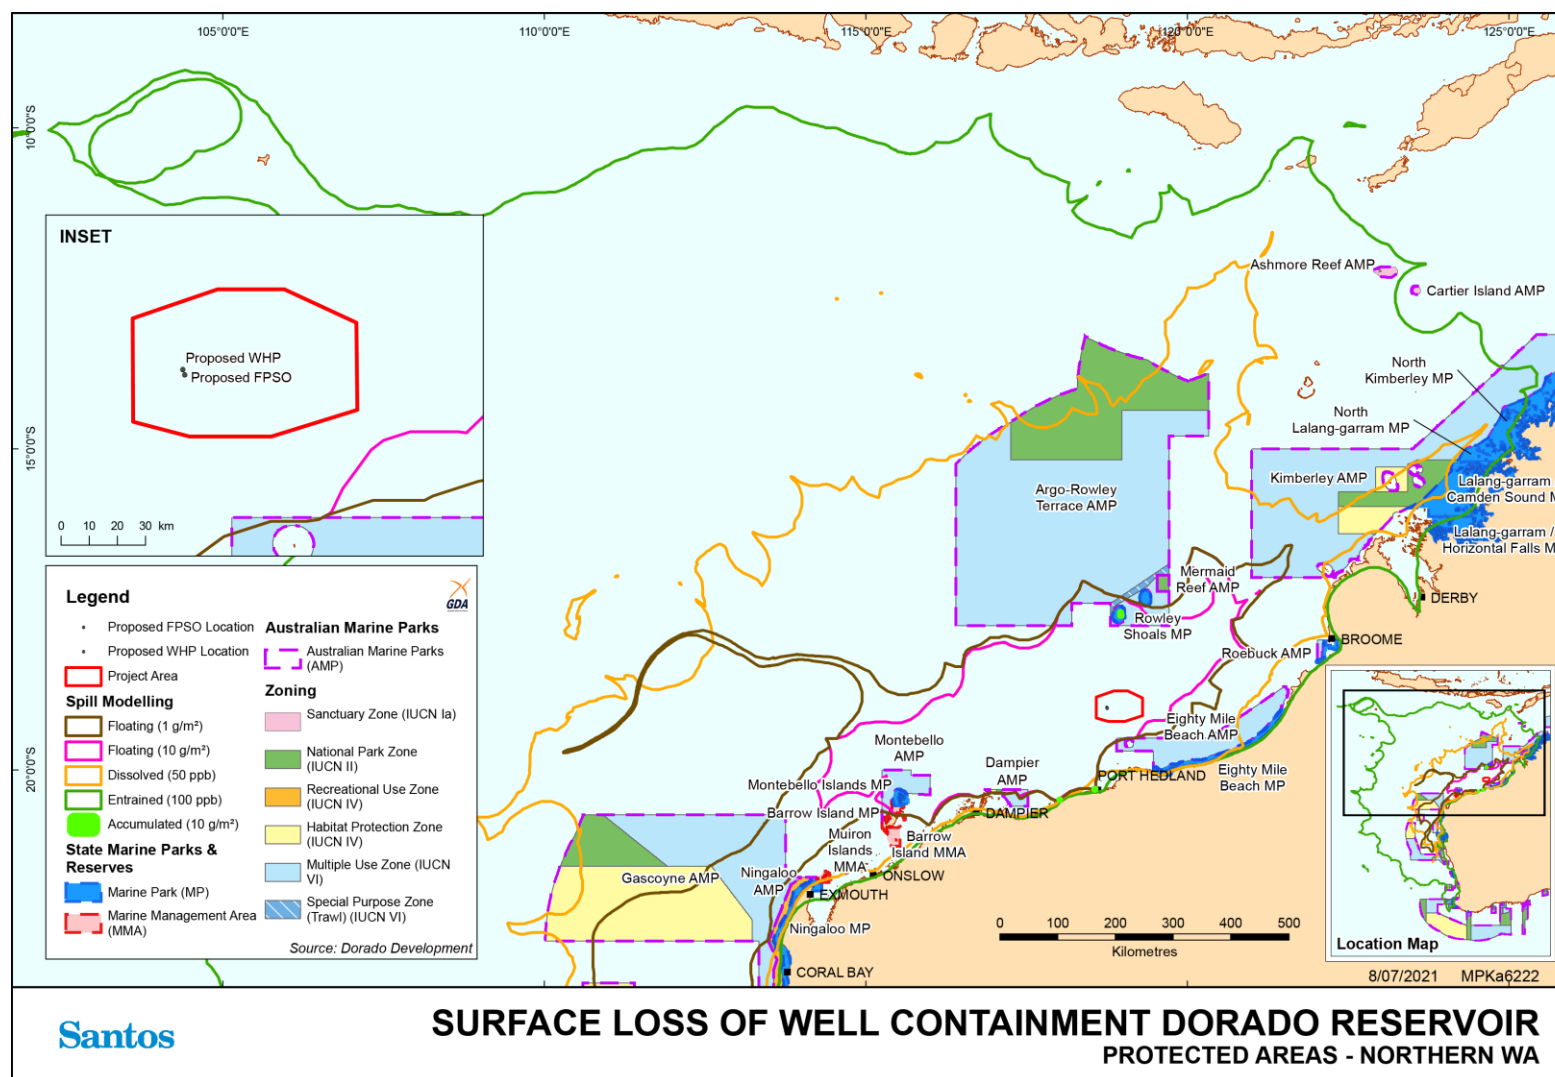 105°0'0"E
110°0'0"E
115°0'0"E
120°0'0"E
125°0'0"E
10°0'0"S
15°0'0"S
20°0'0"S
INSET
Proposed WHP
Proposed FPSO
0 10 20 30 km
Legend
GDA
Proposed FPSO Location
Proposed WHP Location
Project Area
Spill Modelling
Floating (1 g/m²)
Floating (10 g/m²)
Dissolved (50 ppb)
Entrained (100 ppb)
Accumulated (10 g/m²)
State Marine Parks &
Reserves
Marine Park (MP)
Marine Management Area
(MMA)
Australian Marine Parks
Australian Marine Parks
(AMP)
Zoning
Sanctuary Zone (IUCN Ia)
National Park Zone
(IUCN II)
Recreational Use Zone
(IUCN IV)
Habitat Protection Zone
(IUCN IV)
Multiple Use Zone (IUCN
VI)
Special Purpose Zone
(Trawl) (IUCN VI)
Source: Dorado Development
Ashmore Reef AMP
Cartier Island AMP
North
Kimberley MP
North
Lalang-garram MP
Kimberley AMP
Lalang-garram
Camden Sound M
Lalang-garram /
Horizontal Falls M
Argo-Rowley
Terrace AMP
Mermaid
Reef AMP
Rowley
Shoals MP
DERBY
BROOME
Roebuck AMP
Eighty Mile
Beach AMP
Eighty Mile
Beach MP
PORT HEDLAND
Montebello
AMP
Dampier
AMP
Montebello Islands MP
Barrow Island MP
DAMPIER
Muiron
Islands
MMA
Barrow
Island MMA
Gascoyne AMP
Ningaloo
AMP
ONSLOW
EXMOUTH
Ningaloo MP
CORAL BAY
0 100 200 300 400 500
Kilometres
Location Map
8/07/2021 MPKa6222
Santos
SURFACE LOSS OF WELL CONTAINMENT DORADO RESERVOIR
PROTECTED AREAS - NORTHERN WA